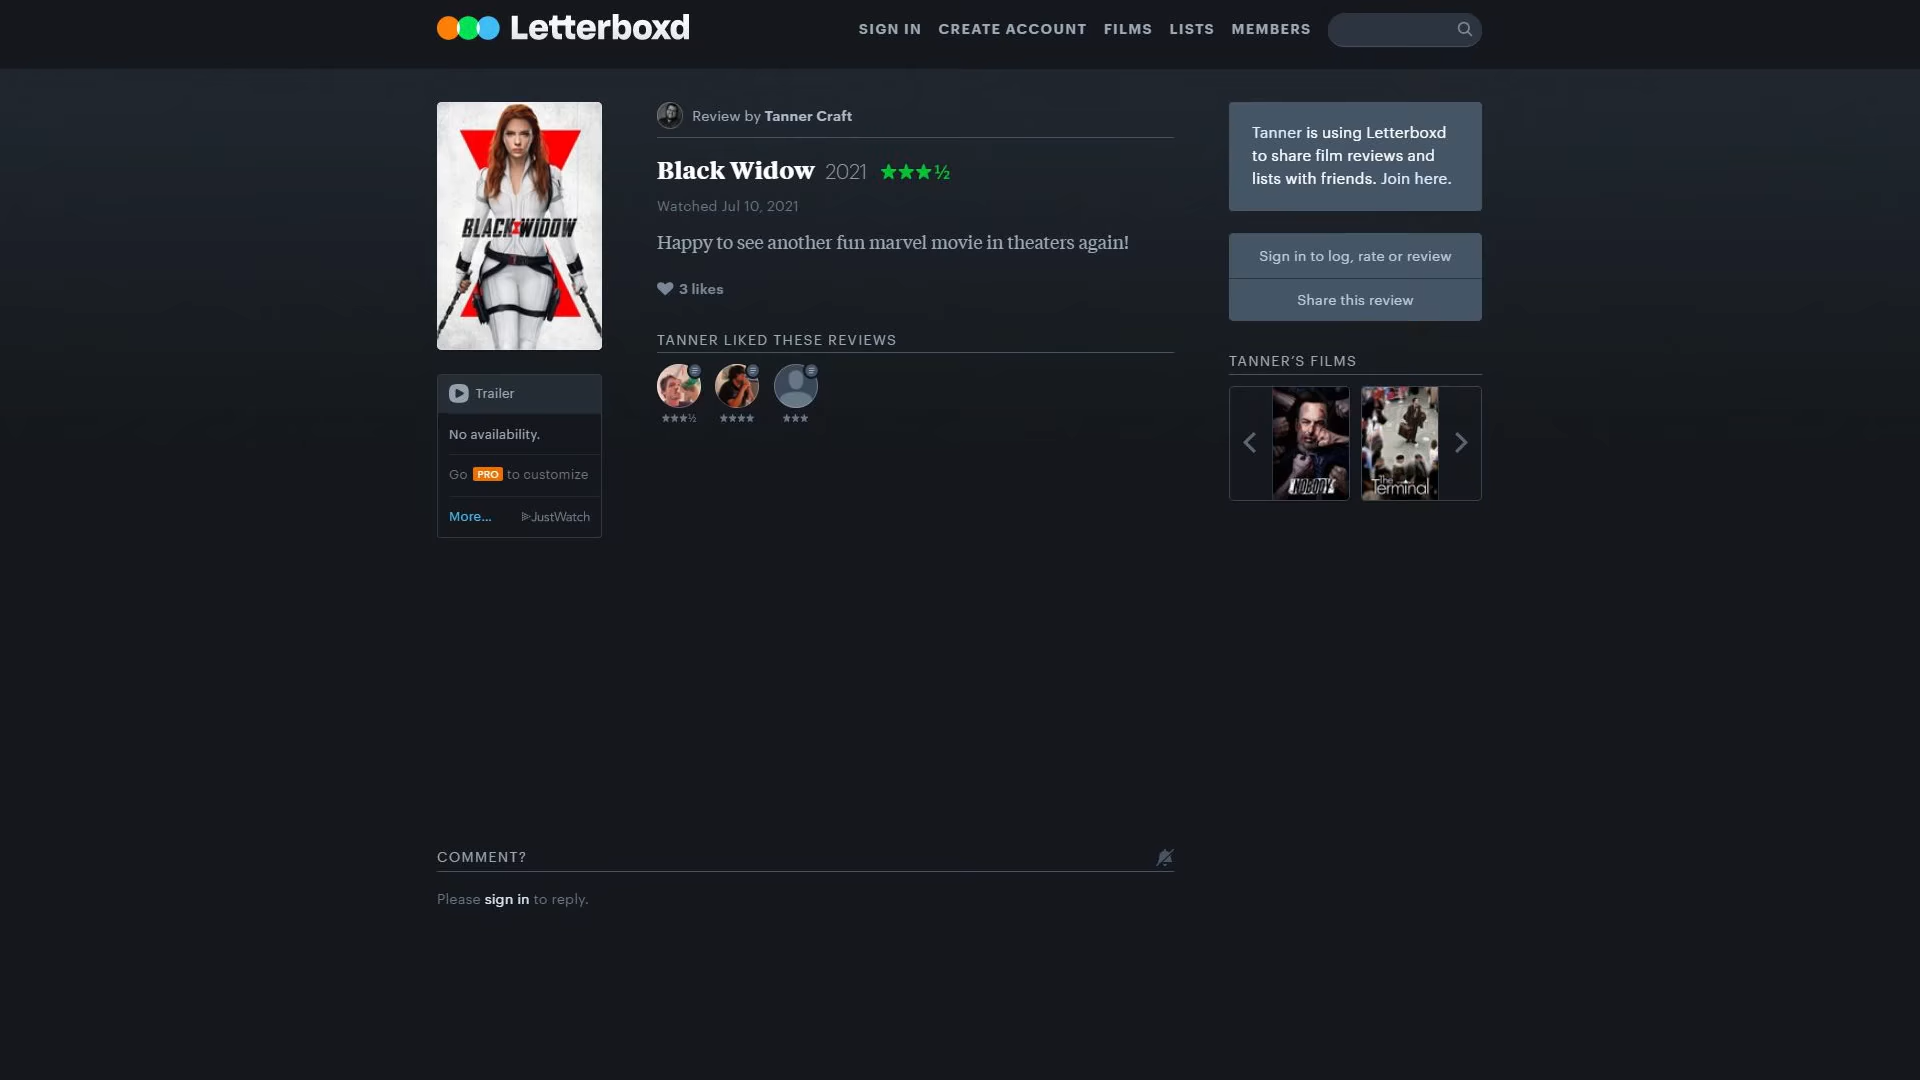 Letterboxd
SIGN IN CREATE ACCOUNT FILMS LISTS MEMBERS
BLACK WIDOW
Trailer
No availability.
Go PRO to customize
More... JustWatch
Review by Tanner Craft
Black Widow 2021 ★★★½
Watched Jul 10, 2021
Happy to see another fun marvel movie in theaters again!
3 likes
TANNER LIKED THESE REVIEWS
★★★½ ★★★★ ★★★
Tanner is using Letterboxd
to share film reviews and
lists with friends. Join here.
Sign in to log, rate or review
Share this review
TANNER'S FILMS
NOBODY
The
Terminal
COMMENT?
Please sign in to reply.